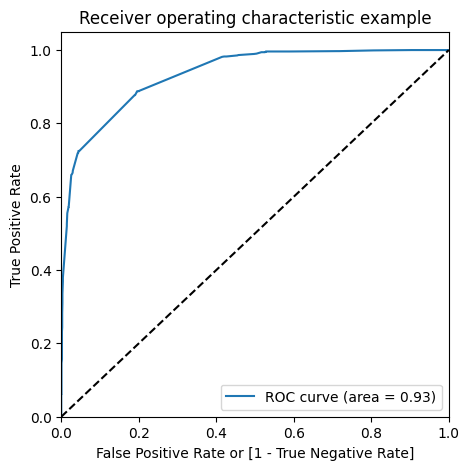 Receiver operating characteristic example
1.0
0.8
0.6
0.4
0.2
0.0
True Positive Rate
ROC curve (area = 0.93)
0.0 0.2 0.4 0.6 0.8 1.0
False Positive Rate or [1 - True Negative Rate]